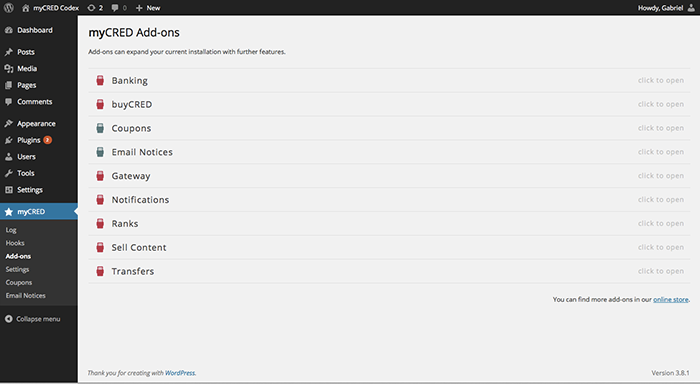 myCRED Codex 2 0 + New Howdy, Gabriel
Dashboard
Posts
Media
Pages
Comments
Appearance
Plugins 3
Users
Tools
Settings
myCRED
Log
Hooks
Add-ons
Settings
Coupons
Email Notices
Collapse menu
myCRED Add-ons
Add-ons can expand your current installation with further features.
Banking click to open
buyCRED click to open
Coupons click to open
Email Notices click to open
Gateway click to open
Notifications click to open
Ranks click to open
Sell Content click to open
Transfers click to open
You can find more add-ons in our online store.
Thank you for creating with WordPress. Version 3.8.1